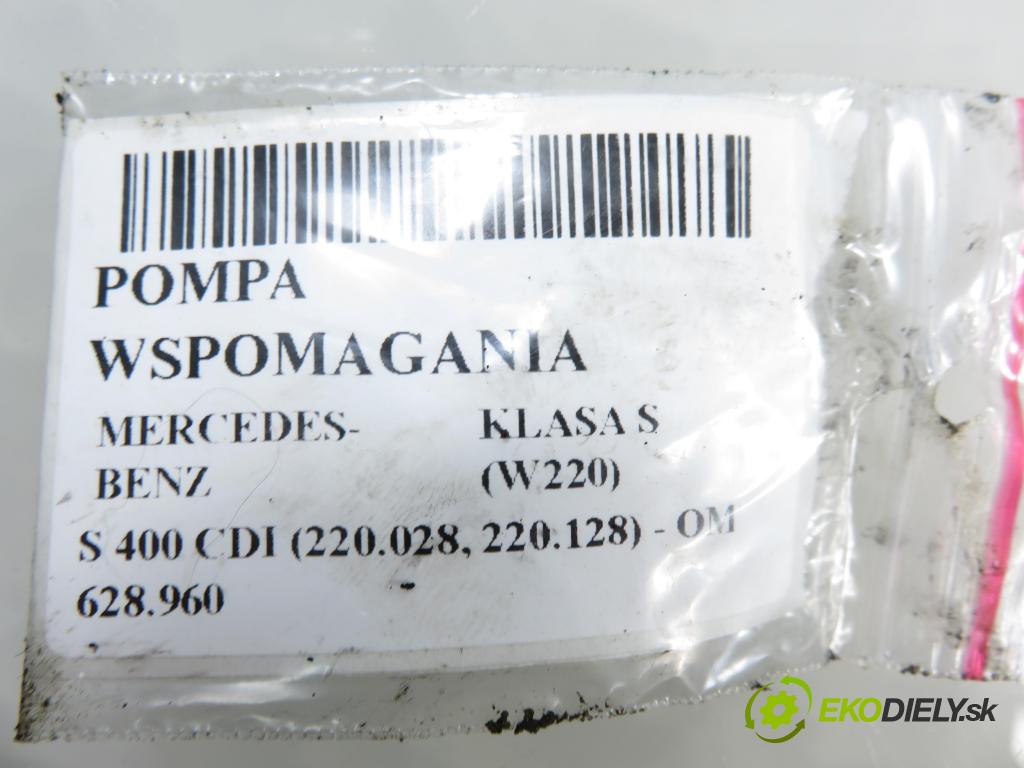 POMPA
WSPOMAGANIA
MERCEDES- KLASA S
BENZ (W220)
S 400 CDI (220.028, 220.128) - OM
628.960
EKODIELY.sk